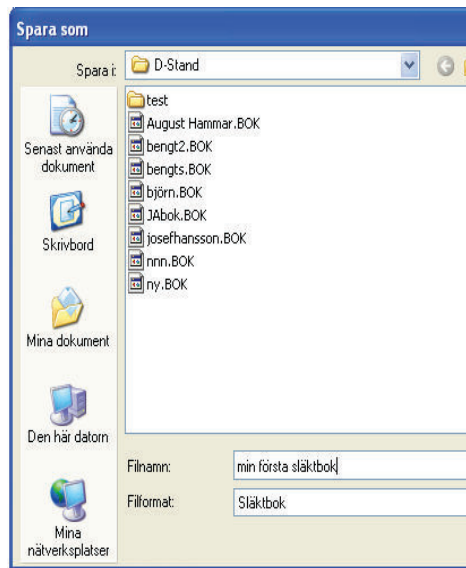 Spara som
Spara i:
D-Stand
Senast använda
dokument
Skrivbord
Mina dokument
Den här datorn
Mina
nätverksplatser
test
August Hammar.BOK
bengt2.BOK
bengts.BOK
björn.BOK
JAbok.BOK
josefhansson.BOK
nnn.BOK
ny.BOK
Filnamn:
min första släktbok
Filformat:
Släktbok